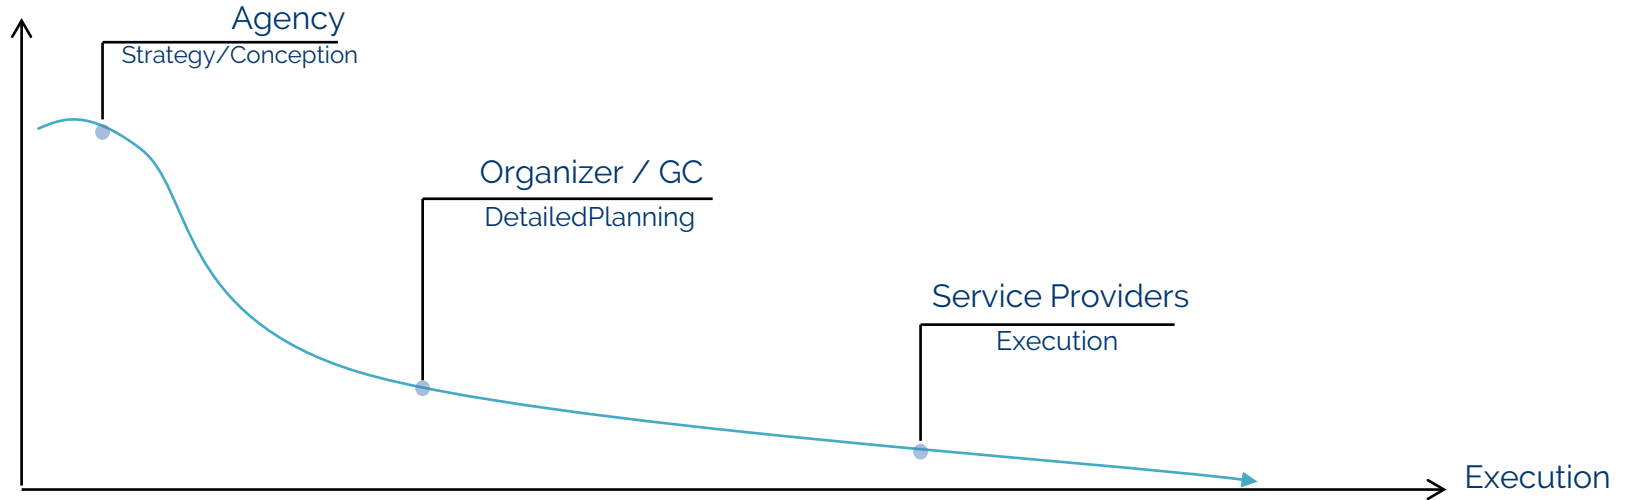 Agency
Strategy/Conception
Organizer / GC
DetailedPlanning
Service Providers
Execution
Execution